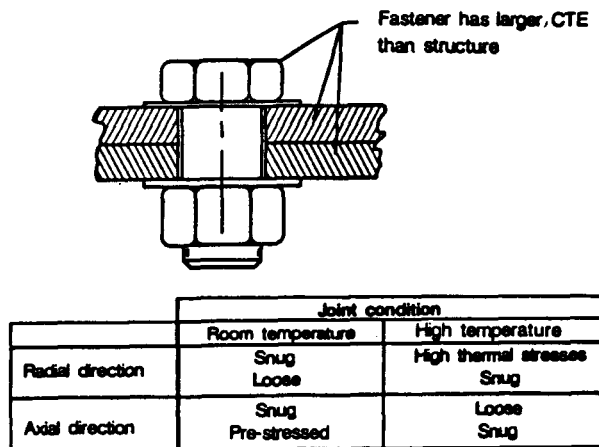 Fastener has larger, CTE
than structure
Joint condition
Room temperature High temperature
Radial direction Snug High thermal stresses
Loose Snug
Axial direction Snug Loose
Pre-stressed Snug